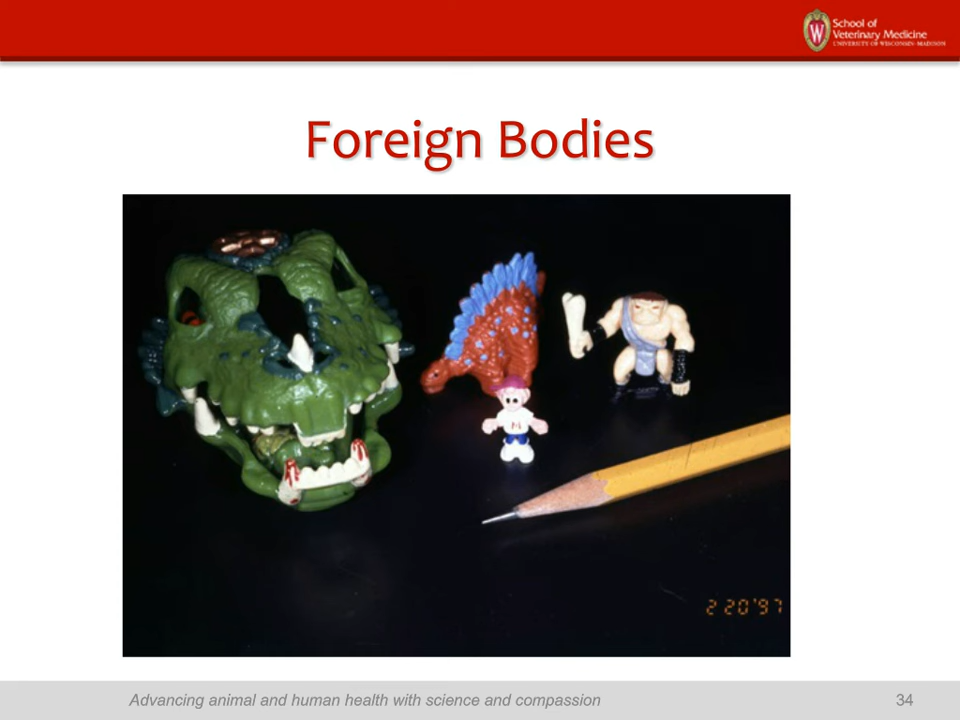 School of
Veterinary Medicine
UNIVERSITY OF WISCONSIN-MADISON
W
Foreign Bodies
M
2 20 '97
Advancing animal and human health with science and compassion
34